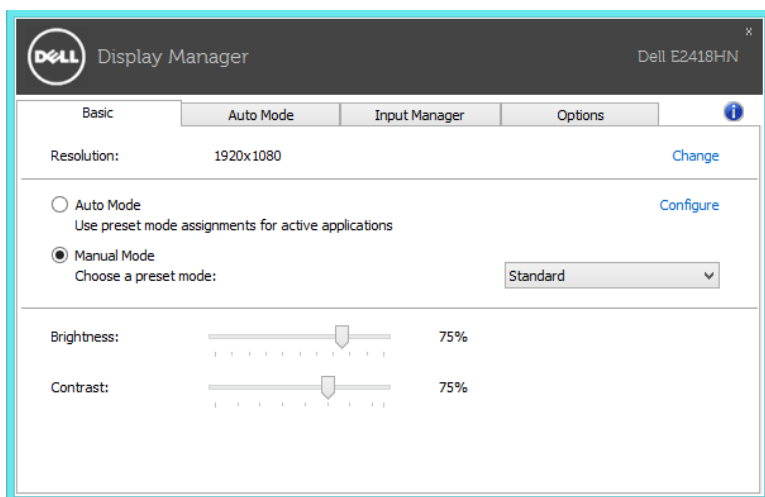 x
DELL Display Manager Dell E2418HN
Basic Auto Mode Input Manager Options i
Resolution: 1920x1080 Change
Auto Mode Configure
Use preset mode assignments for active applications
Manual Mode
Choose a preset mode: Standard
Brightness: 75%
Contrast: 75%